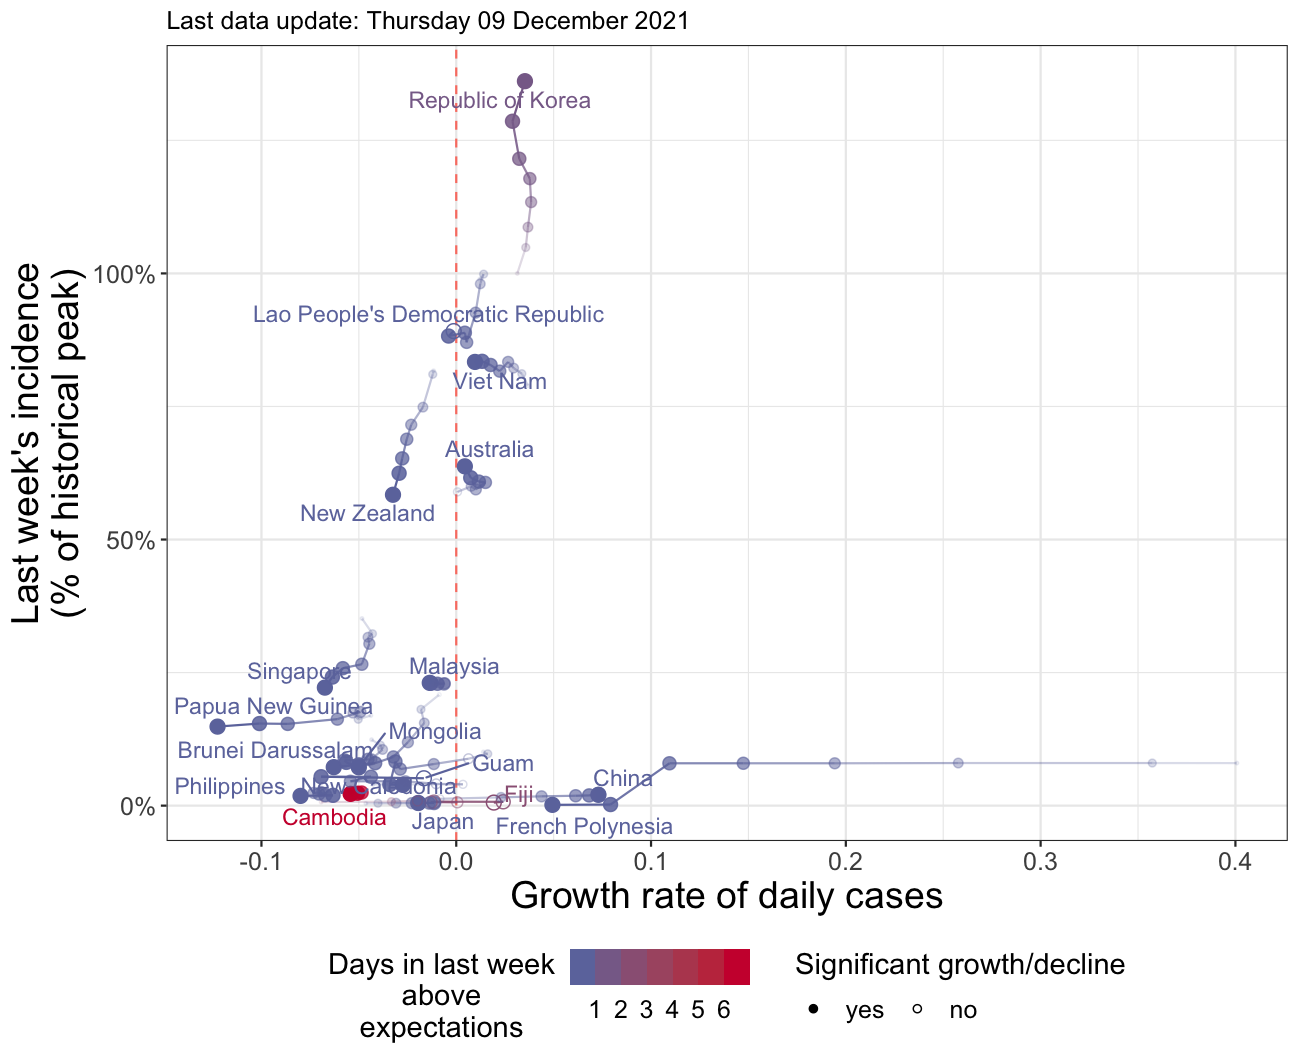 Last data update: Thursday 09 December 2021
Last week's incidence
(% of historical peak)
100%
50%
0%
Republic of Korea
Lao People's Democratic Republic
Viet Nam
Australia
New Zealand
Singapore
Malaysia
Papua New Guinea
Mongolia
Brunei Darussalam
Guam
Philippines
New Caledonia
China
Fiji
Cambodia
Japan
French Polynesia
-0.1
0.0
0.1
0.2
0.3
0.4
Growth rate of daily cases
Days in last week
above
expectations
1 2 3 4 5 6
Significant growth/decline
yes
no